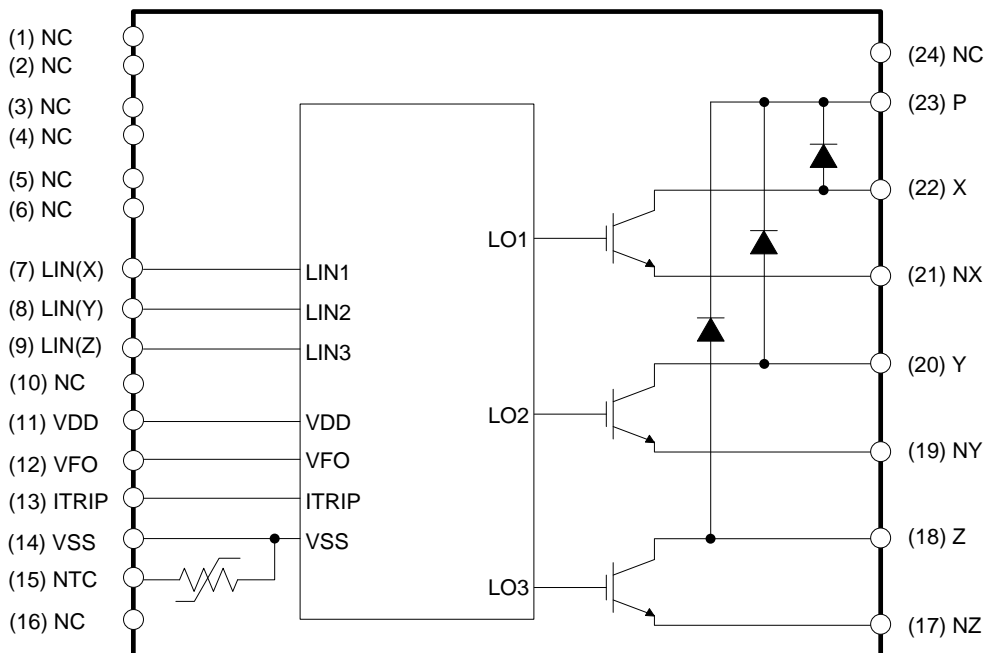 (1) NC
(2) NC
(3) NC
(4) NC
(5) NC
(6) NC
(7) LIN(X)
(8) LIN(Y)
(9) LIN(Z)
(10) NC
(11) VDD
(12) VFO
(13) ITRIP
(14) VSS
(15) NTC
(16) NC
LIN1
LIN2
LIN3
VDD
VFO
ITRIP
VSS
LO1
LO2
LO3
(24) NC
(23) P
(22) X
(21) NX
(20) Y
(19) NY
(18) Z
(17) NZ